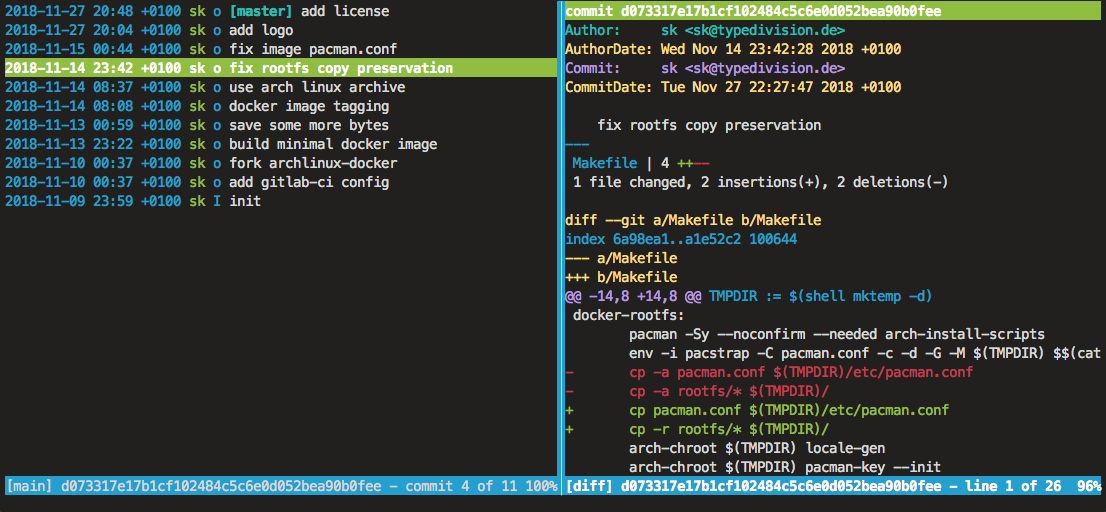 2018-11-27 20:48 +0100 sk o [master] add license
2018-11-27 20:04 +0100 sk o add logo
2018-11-15 00:44 +0100 sk o fix image pacman.conf
2018-11-14 23:42 +0100 sk o fix rootfs copy preservation
2018-11-14 08:37 +0100 sk o use arch linux archive
2018-11-14 08:08 +0100 sk o docker image tagging
2018-11-13 00:59 +0100 sk o save some more bytes
2018-11-13 23:22 +0100 sk o build minimal docker image
2018-11-10 00:37 +0100 sk o fork archlinux-docker
2018-11-10 00:37 +0100 sk o add gitlab-ci config
2018-11-09 23:59 +0100 sk I init
[main] d073317e17b1cf102484c5c6e0d052bea90b0fee - commit 4 of 11 100%
commit d073317e17b1cf102484c5c6e0d052bea90b0fee
Author:     sk <sk@typedivision.de>
AuthorDate: Wed Nov 14 23:42:28 2018 +0100
Commit:     sk <sk@typedivision.de>
CommitDate: Tue Nov 27 22:27:47 2018 +0100
    fix rootfs copy preservation
---
 Makefile | 4 ++--
 1 file changed, 2 insertions(+), 2 deletions(-)
diff --git a/Makefile b/Makefile
index 6a98ea1..a1e52c2 100644
--- a/Makefile
+++ b/Makefile
@@ -14,8 +14,8 @@ TMPDIR := $(shell mktemp -d)
 docker-rootfs:
        pacman -Sy --noconfirm --needed arch-install-scripts
        env -i pacstrap -C pacman.conf -c -d -G -M $(TMPDIR) $$(cat
-       cp -a pacman.conf $(TMPDIR)/etc/pacman.conf
-       cp -a rootfs/* $(TMPDIR)/
+       cp pacman.conf $(TMPDIR)/etc/pacman.conf
+       cp -r rootfs/* $(TMPDIR)/
        arch-chroot $(TMPDIR) locale-gen
        arch-chroot $(TMPDIR) pacman-key --init
[diff] d073317e17b1cf102484c5c6e0d052bea90b0fee - line 1 of 26  96%